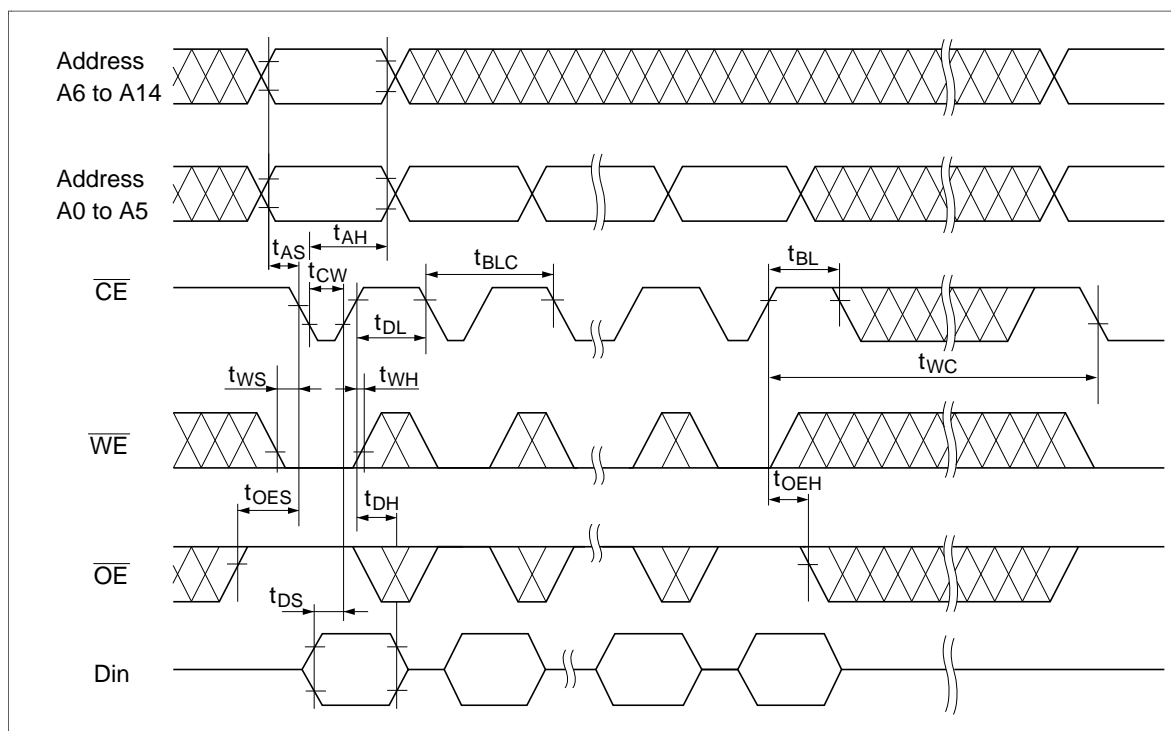 Address
A6 to A14
Address
A0 to A5
tAS
tAH
tCW
tBLC
tBL
CE
tDL
tWC
tWS
tWH
WE
tOES
tDH
tOEH
OE
tDS
Din